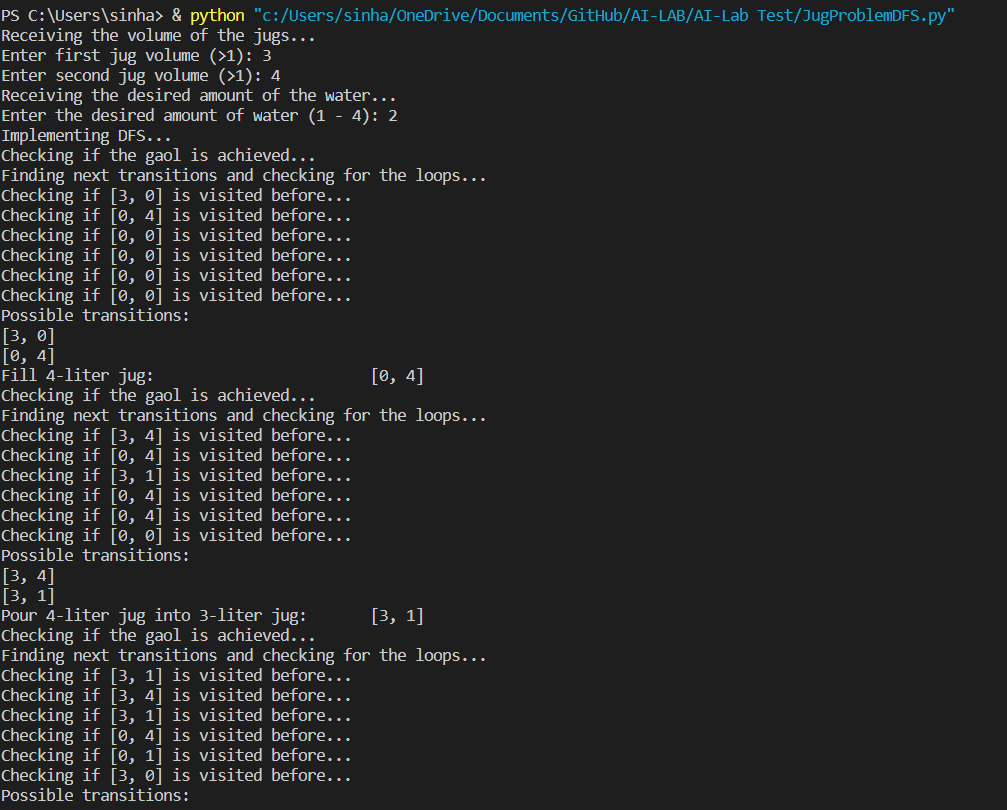 PS C:\Users\sinha> & python "c:/Users/sinha/OneDrive/Documents/GitHub/AI-LAB/AI-Lab Test/JugProblemDFS.py"
Receiving the volume of the jugs...
Enter first jug volume (>1): 3
Enter second jug volume (>1): 4
Receiving the desired amount of the water...
Enter the desired amount of water (1 - 4): 2
Implementing DFS...
Checking if the gaol is achieved...
Finding next transitions and checking for the loops...
Checking if [3, 0] is visited before...
Checking if [0, 4] is visited before...
Checking if [0, 0] is visited before...
Checking if [0, 0] is visited before...
Checking if [0, 0] is visited before...
Checking if [0, 0] is visited before...
Possible transitions:
[3, 0]
[0, 4]
Fill 4-liter jug:                        [0, 4]
Checking if the gaol is achieved...
Finding next transitions and checking for the loops...
Checking if [3, 4] is visited before...
Checking if [0, 4] is visited before...
Checking if [3, 1] is visited before...
Checking if [0, 4] is visited before...
Checking if [0, 4] is visited before...
Checking if [0, 0] is visited before...
Possible transitions:
[3, 4]
[3, 1]
Pour 4-liter jug into 3-liter jug:       [3, 1]
Checking if the gaol is achieved...
Finding next transitions and checking for the loops...
Checking if [3, 1] is visited before...
Checking if [3, 4] is visited before...
Checking if [3, 1] is visited before...
Checking if [0, 4] is visited before...
Checking if [0, 1] is visited before...
Checking if [3, 0] is visited before...
Possible transitions: